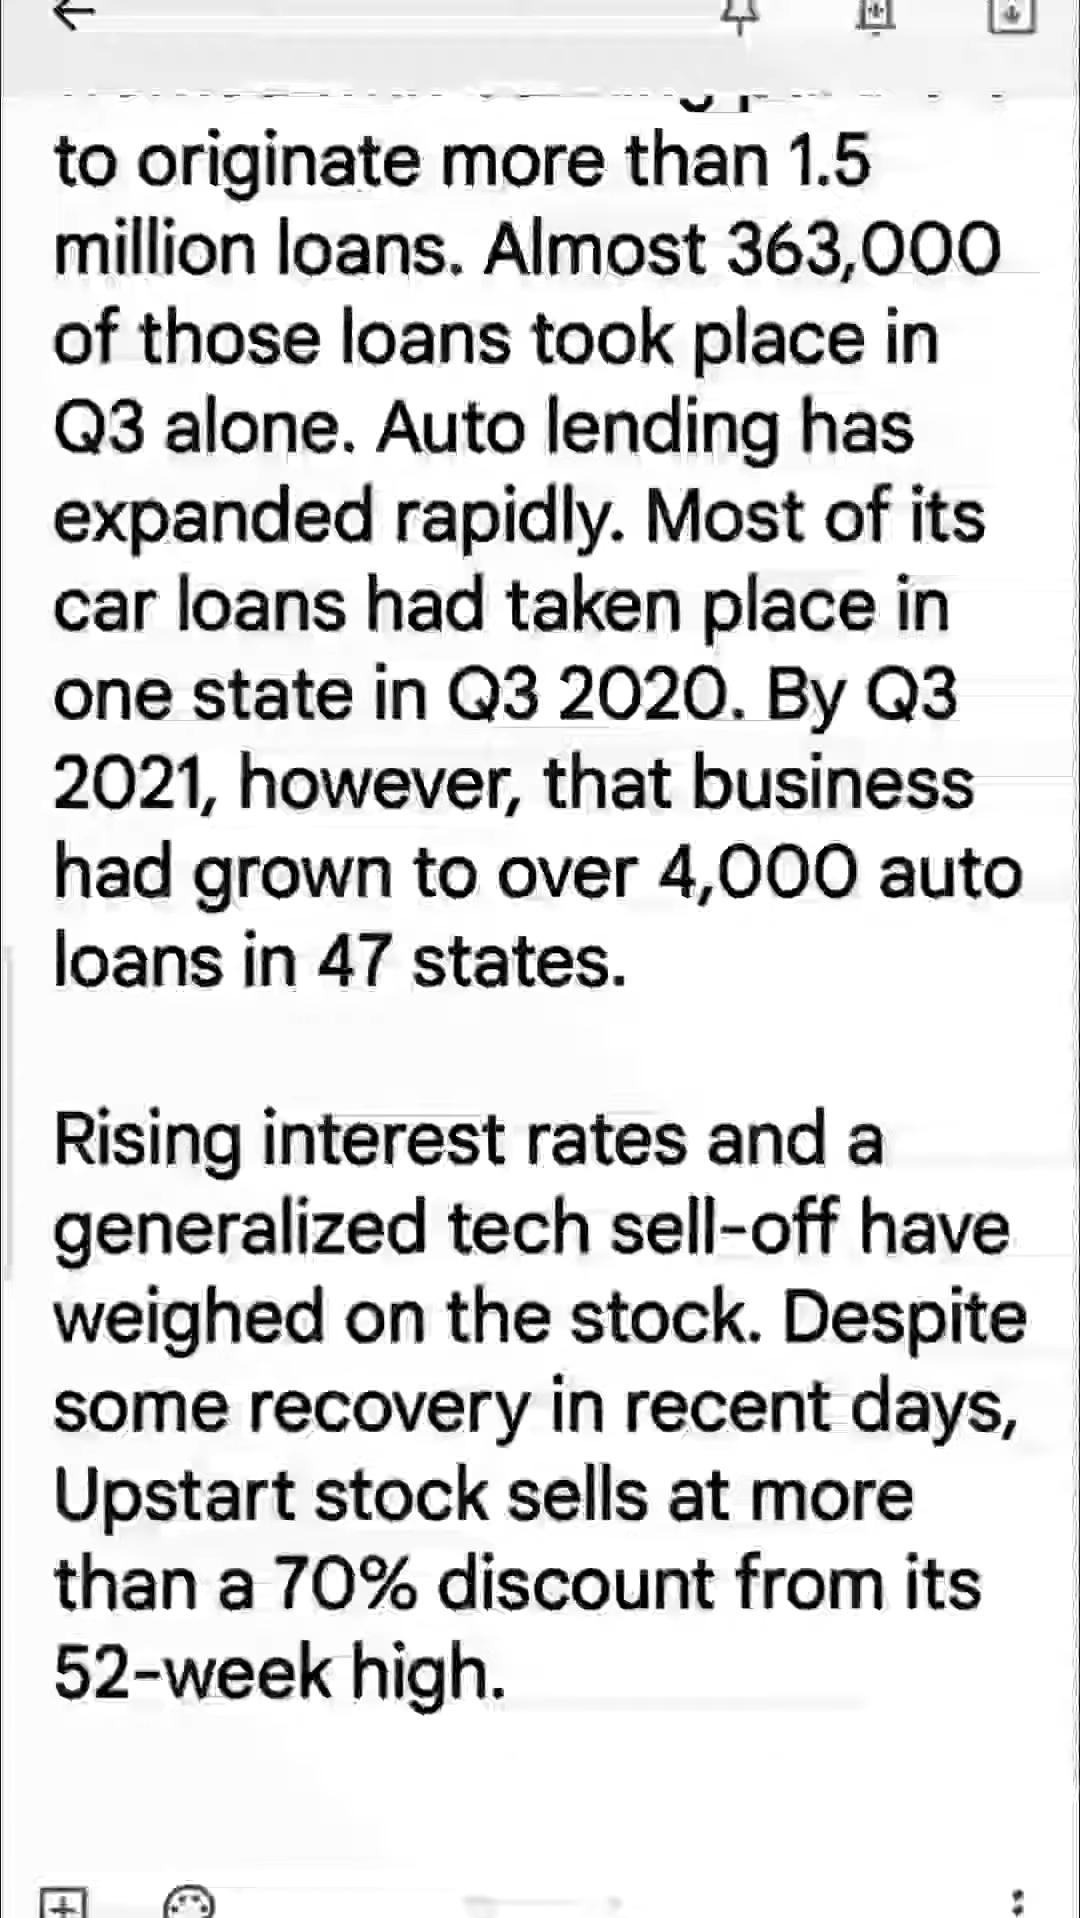 to originate more than 1.5
million loans. Almost 363,000
of those loans took place in
Q3 alone. Auto lending has
expanded rapidly. Most of its
car loans had taken place in
one state in Q3 2020. By Q3
2021, however, that business
had grown to over 4,000 auto
loans in 47 states.
Rising interest rates and a
generalized tech sell-off have
weighed on the stock. Despite
some recovery in recent days,
Upstart stock sells at more
than a 70% discount from its
52-week high.